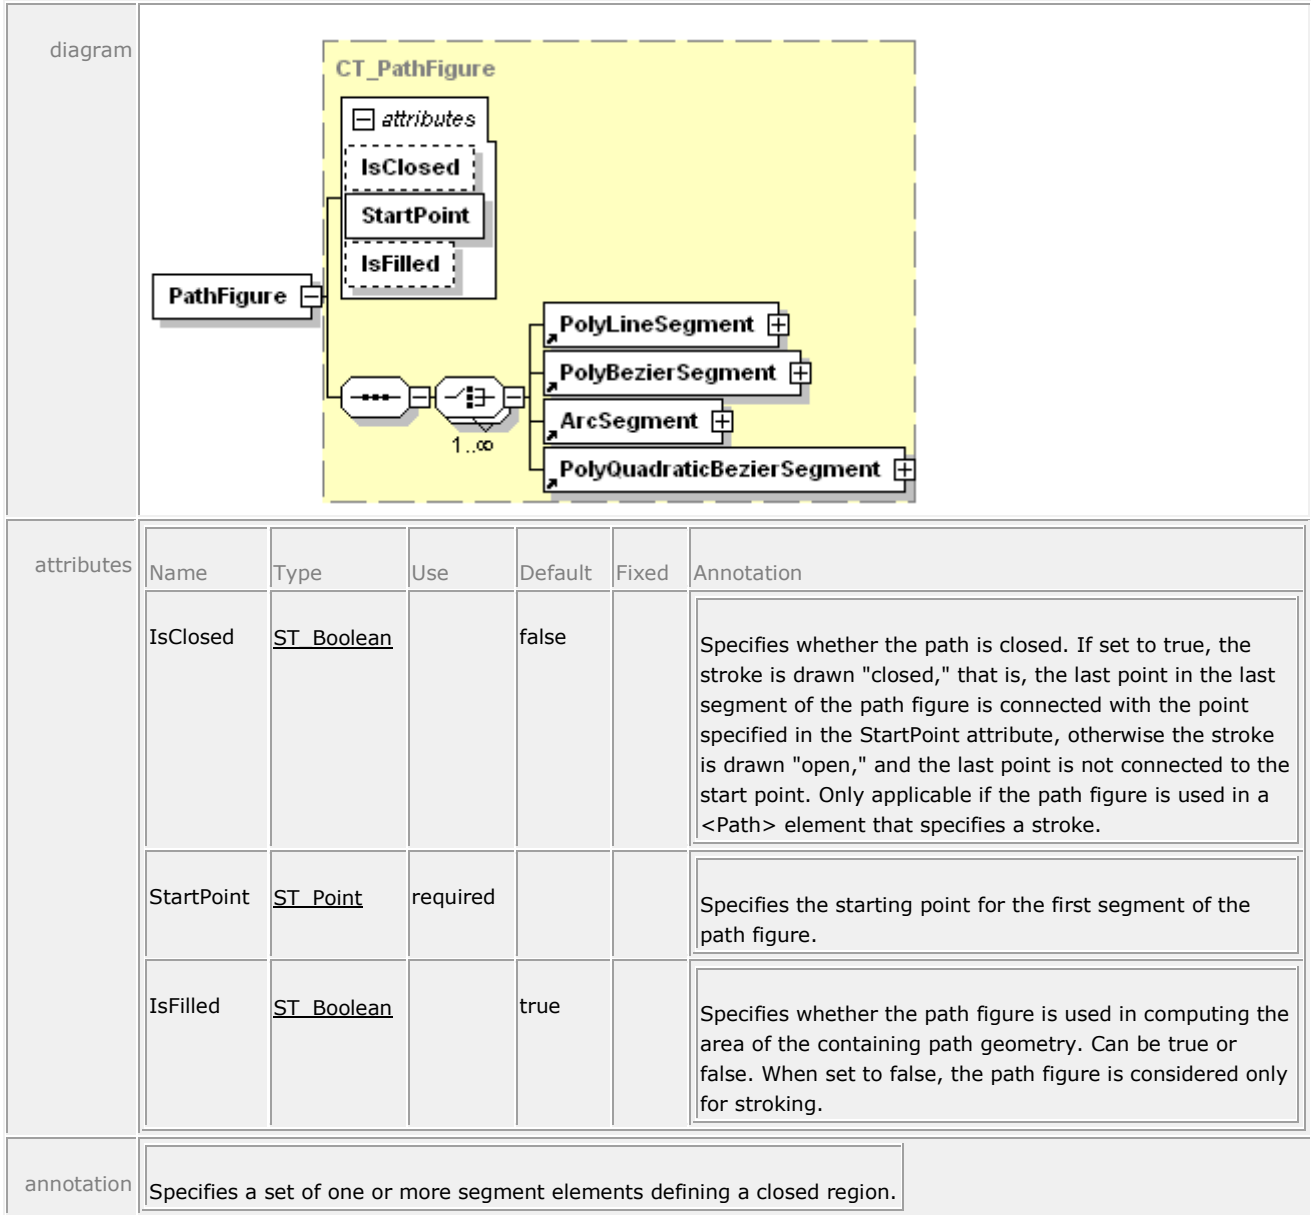 diagram
CT_PathFigure
attributes
IsClosed
StartPoint
IsFilled
PathFigure
PolyLineSegment
PolyBezierSegment
ArcSegment
1..∞
PolyQuadraticBezierSegment
attributes
Name Type Use Default Fixed Annotation
IsClosed ST_Boolean false
Specifies whether the path is closed. If set to true, the
stroke is drawn "closed," that is, the last point in the last
segment of the path figure is connected with the point
specified in the StartPoint attribute, otherwise the stroke
is drawn "open," and the last point is not connected to the
start point. Only applicable if the path figure is used in a
<Path> element that specifies a stroke.
StartPoint ST_Point required
Specifies the starting point for the first segment of the
path figure.
IsFilled ST_Boolean true
Specifies whether the path figure is used in computing the
area of the containing path geometry. Can be true or
false. When set to false, the path figure is considered only
for stroking.
annotation
Specifies a set of one or more segment elements defining a closed region.